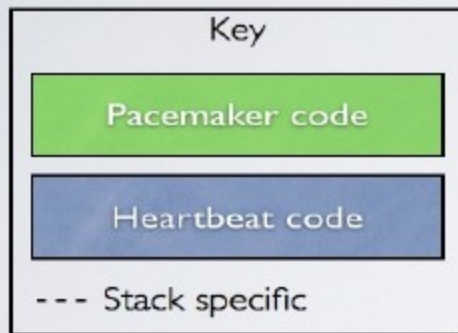 Key
Pacemaker code
Heartbeat code
--- Stack specific